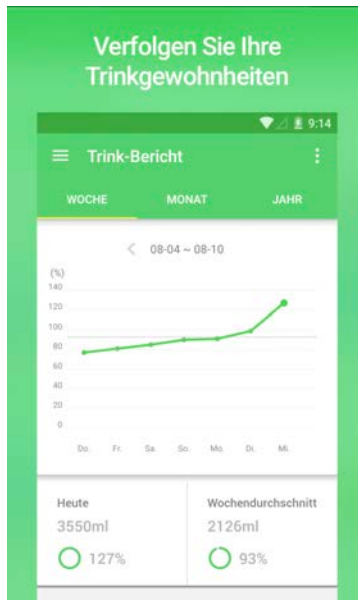 Verfolgen Sie Ihre
Trinkgewohnheiten
9:14
Trink-Bericht
WOCHE MONAT JAHR
08-04 ~ 08-10
(%)
140
120
100
80
60
40
20
0
Do. Fr. Sa. So. Mo. Di. Mi.
Heute Wochendurchschnitt
3550ml 2126ml
127% 93%